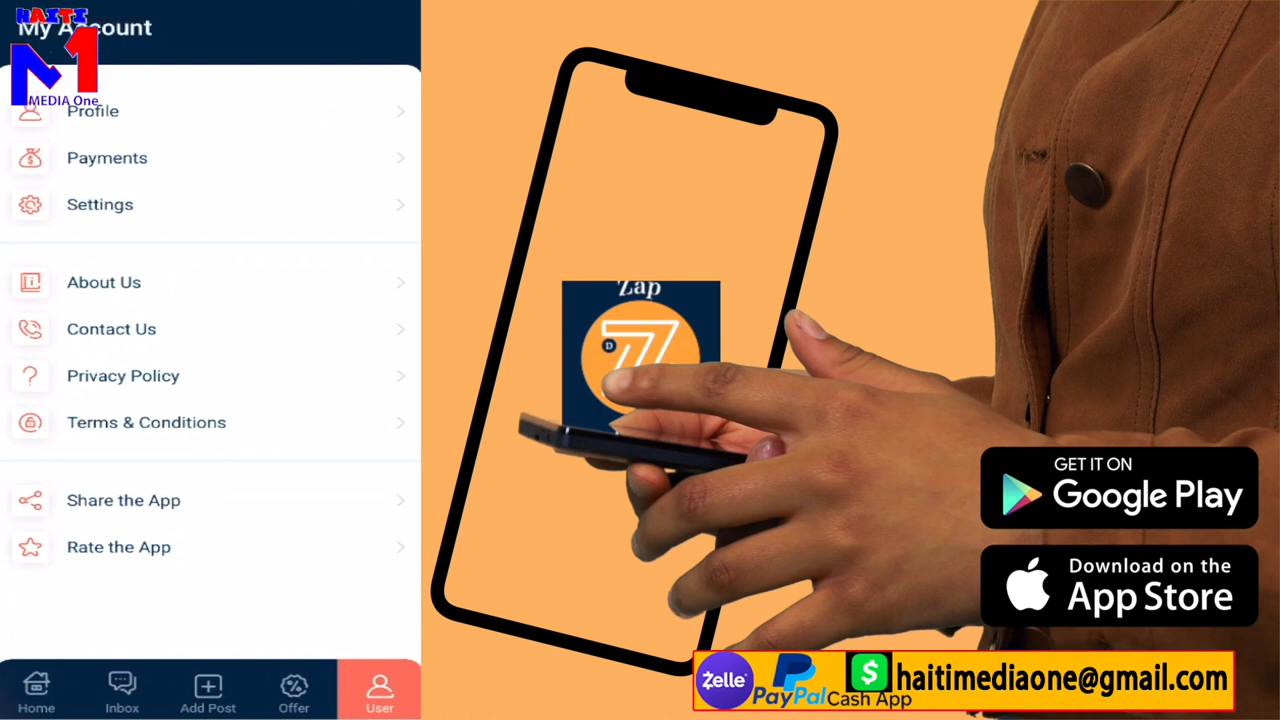 HAITI
My Account
M1
MEDIA One
Profile
Payments
Settings
About Us
Contact Us
Privacy Policy
Terms & Conditions
Share the App
Rate the App
Home
Inbox
Add Post
Offer
User
Zap
D
GET IT ON
Google Play
Download on the
App Store
Zelle
PayPal
$
Cash App
haitimediaone@gmail.com